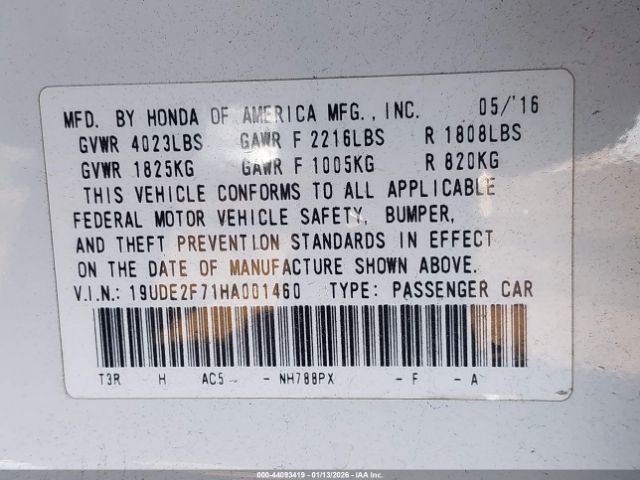 MFD. BY HONDA OF AMERICA MFG., INC. 05/'16
GVWR 4023LBS GAWR F 2216LBS R 1808LBS
GVWR 1825KG GAWR F 1005KG R 820KG
THIS VEHICLE CONFORMS TO ALL APPLICABLE
FEDERAL MOTOR VEHICLE SAFETY, BUMPER,
AND THEFT PREVENTION STANDARDS IN EFFECT
ON THE DATE OF MANUFACTURE SHOWN ABOVE.
V.I.N.: 19UDE2F71HA001460 TYPE: PASSENGER CAR
T3R H AC5 - NH788PX - F - A
000-44093419 - 01/13/2026 - IAA Inc.